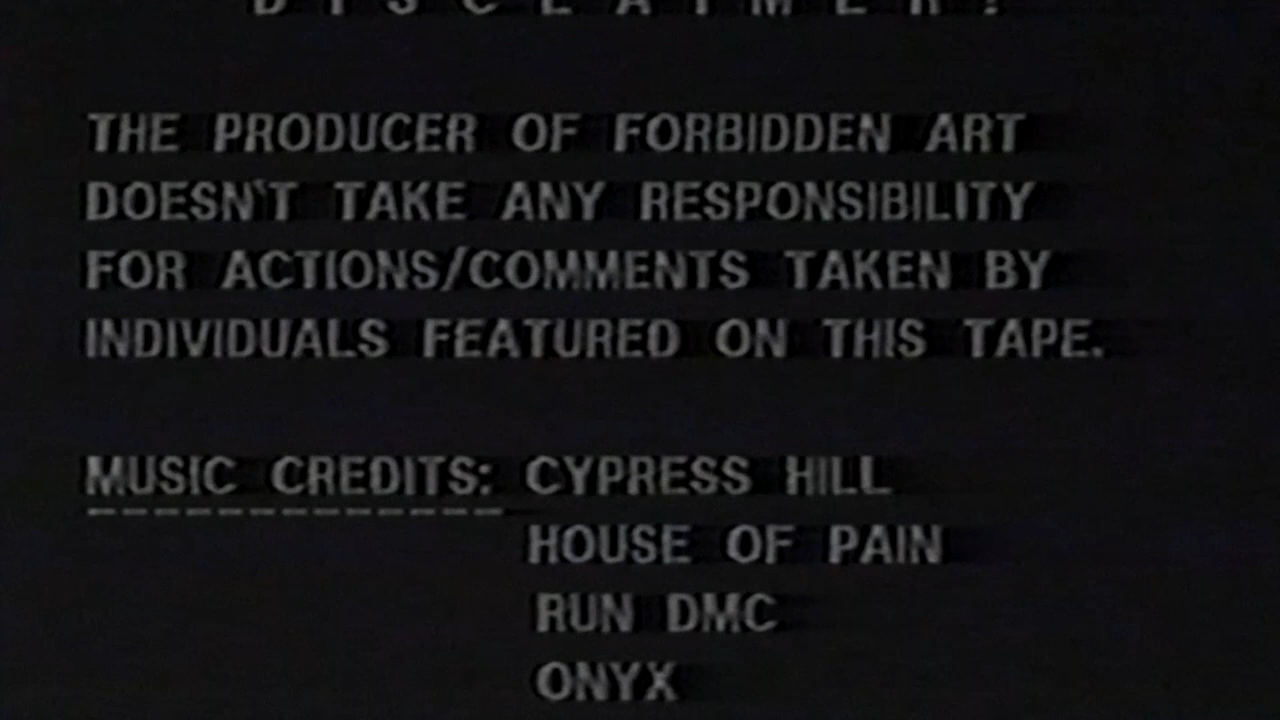 D I S C L A I M E R !
THE PRODUCER OF FORBIDDEN ART
DOESN'T TAKE ANY RESPONSIBILITY
FOR ACTIONS/COMMENTS TAKEN BY
INDIVIDUALS FEATURED ON THIS TAPE.
MUSIC CREDITS: CYPRESS HILL
HOUSE OF PAIN
RUN DMC
ONYX